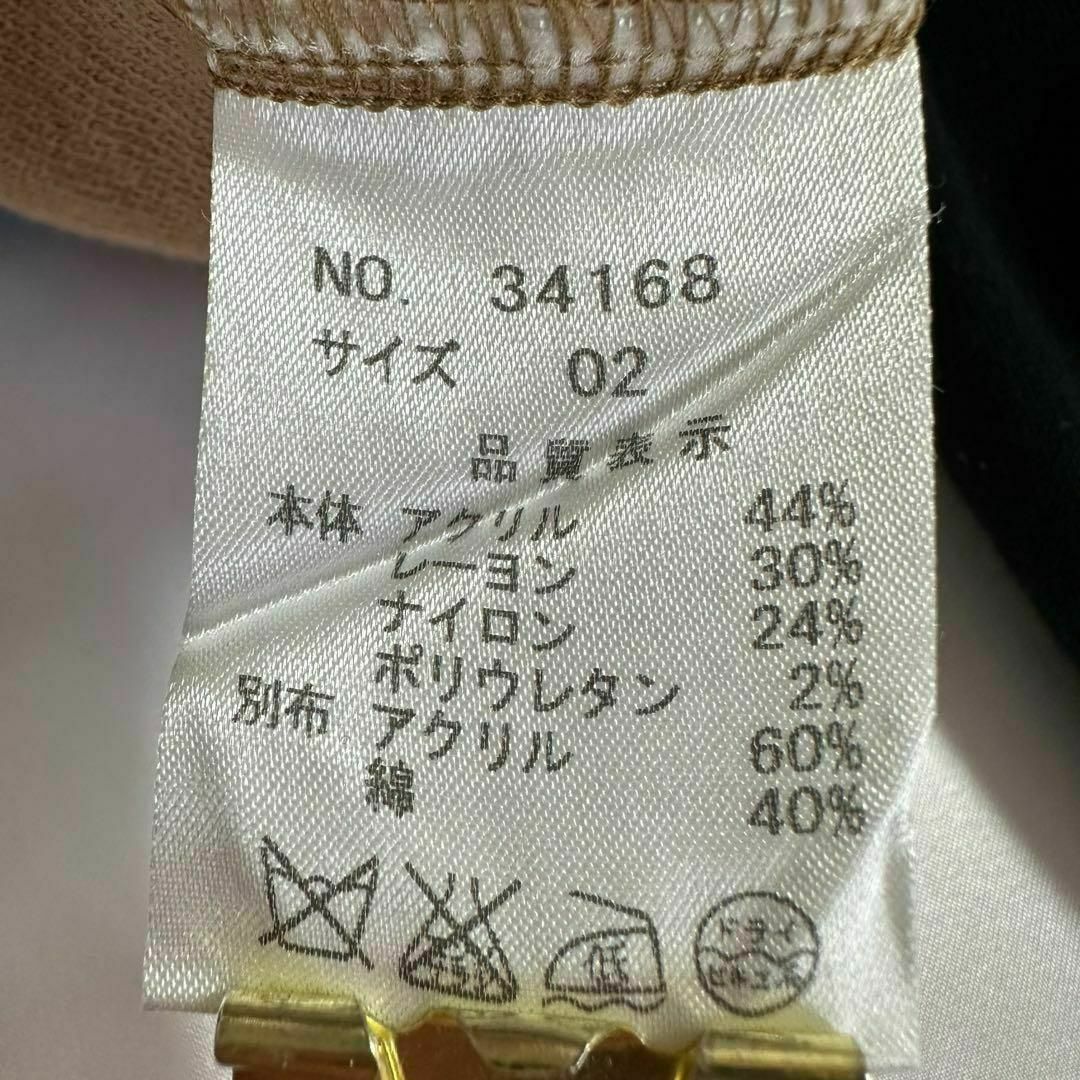 NO. 34168
サイズ 02
品質表示
本体 アクリル 44%
レーヨン 30%
ナイロン 24%
ポリウレタン 2%
別布 アクリル 60%
綿 40%
低
ドライ